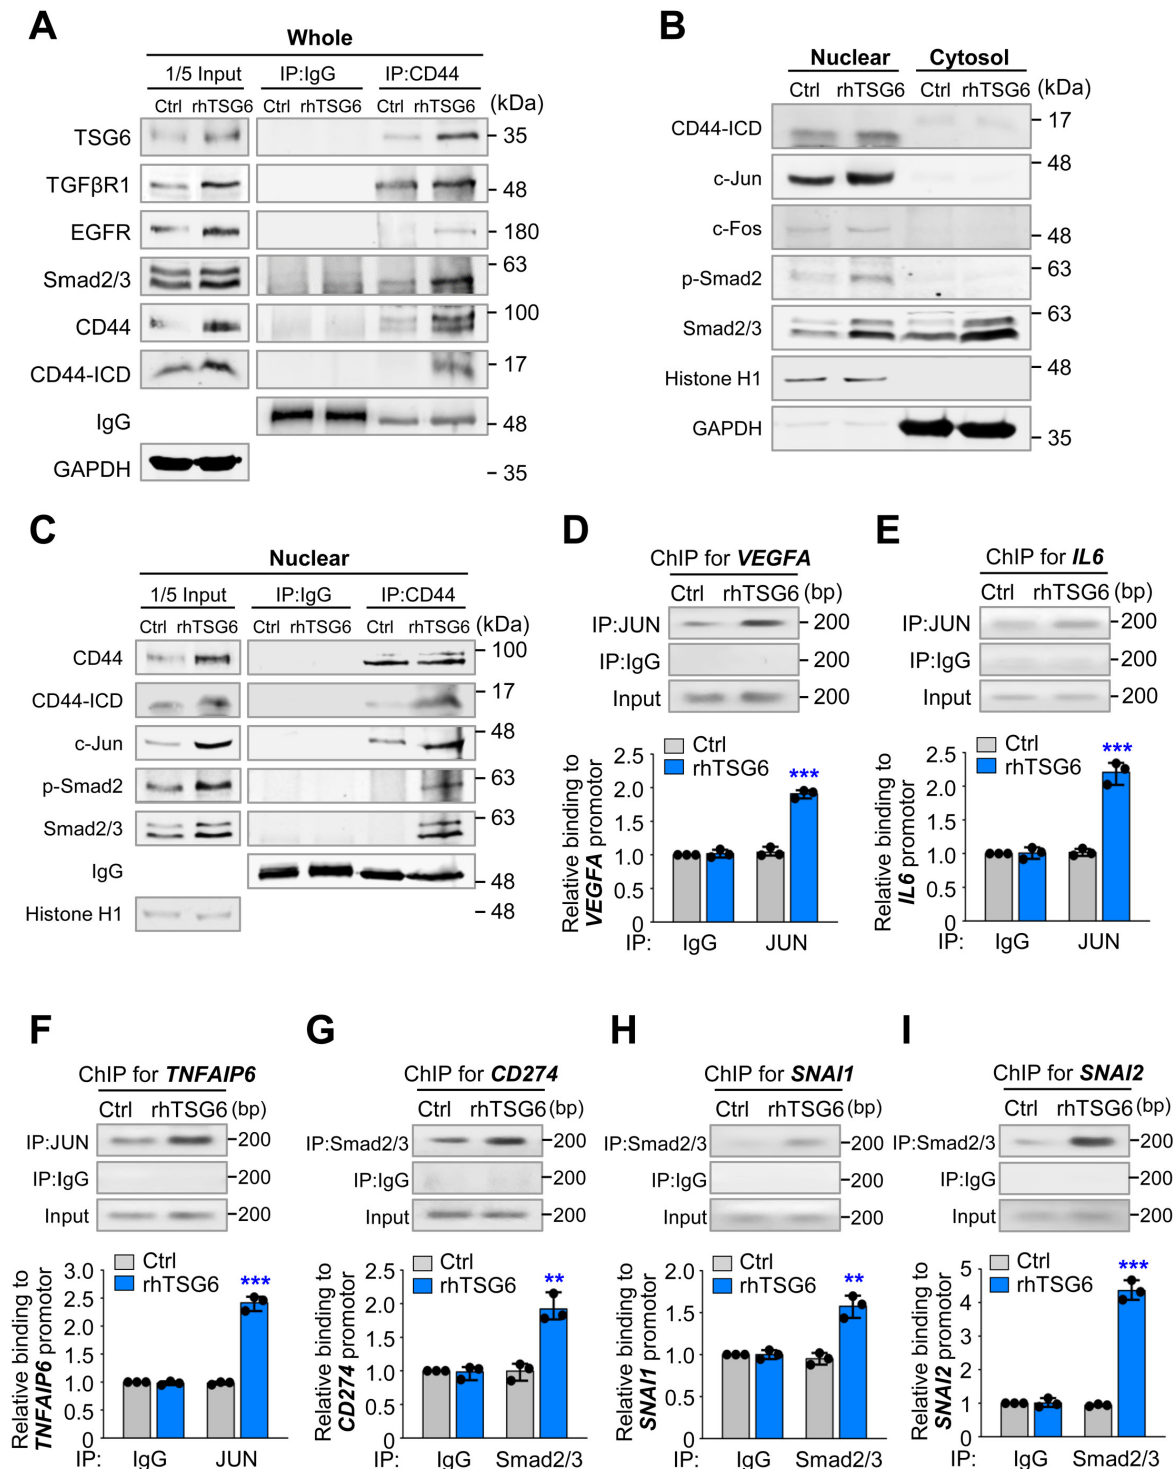 A
Whole
1/5 Input IP:IgG IP:CD44
Ctrl rhTSG6 Ctrl rhTSG6 Ctrl rhTSG6 (kDa)
TSG6 35
TGFβR1 48
EGFR 180
Smad2/3 63
CD44 100
CD44-ICD 17
IgG 48
GAPDH 35
B
Nuclear Cytosol
Ctrl rhTSG6 Ctrl rhTSG6 (kDa)
CD44-ICD 17
c-Jun 48
c-Fos 48
p-Smad2 63
Smad2/3 63
Histone H1 48
GAPDH 35
C
Nuclear
1/5 Input IP:IgG IP:CD44
Ctrl rhTSG6 Ctrl rhTSG6 Ctrl rhTSG6 (kDa)
CD44 100
CD44-ICD 17
c-Jun 48
p-Smad2 63
Smad2/3 63
IgG 48
Histone H1 48
D
ChIP for VEGFA
Ctrl rhTSG6 (bp)
IP:JUN 200
IP:IgG 200
Input 200
Ctrl
rhTSG6
***
Relative binding to
VEGFA promotor
2.5
2.0
1.5
1.0
0.5
0
IP: IgG JUN
E
ChIP for IL6
Ctrl rhTSG6 (bp)
IP:JUN 200
IP:IgG 200
Input 200
Ctrl
rhTSG6
***
Relative binding to
IL6 promotor
2.5
2.0
1.5
1.0
0.5
0
IP: IgG JUN
F
ChIP for TNFAIP6
Ctrl rhTSG6 (bp)
IP:JUN 200
IP:IgG 200
Input 200
Ctrl
rhTSG6
***
Relative binding to
TNFAIP6 promotor
3.0
2.5
2.0
1.5
1.0
0.5
0
IP: IgG JUN
G
ChIP for CD274
Ctrl rhTSG6 (bp)
IP:Smad2/3 200
IP:IgG 200
Input 200
Ctrl
rhTSG6
**
Relative binding to
CD274 promotor
2.5
2.0
1.5
1.0
0.5
0
IP: IgG Smad2/3
H
ChIP for SNAI1
Ctrl rhTSG6 (bp)
IP:Smad2/3 200
IP:IgG 200
Input 200
Ctrl
rhTSG6
**
Relative binding to
SNAI1 promotor
2.0
1.5
1.0
0.5
0
IP: IgG Smad2/3
I
ChIP for SNAI2
Ctrl rhTSG6 (bp)
IP:Smad2/3 200
IP:IgG 200
Input 200
Ctrl
rhTSG6
***
Relative binding to
SNAI2 promotor
5
4
3
2
1
0
IP: IgG Smad2/3